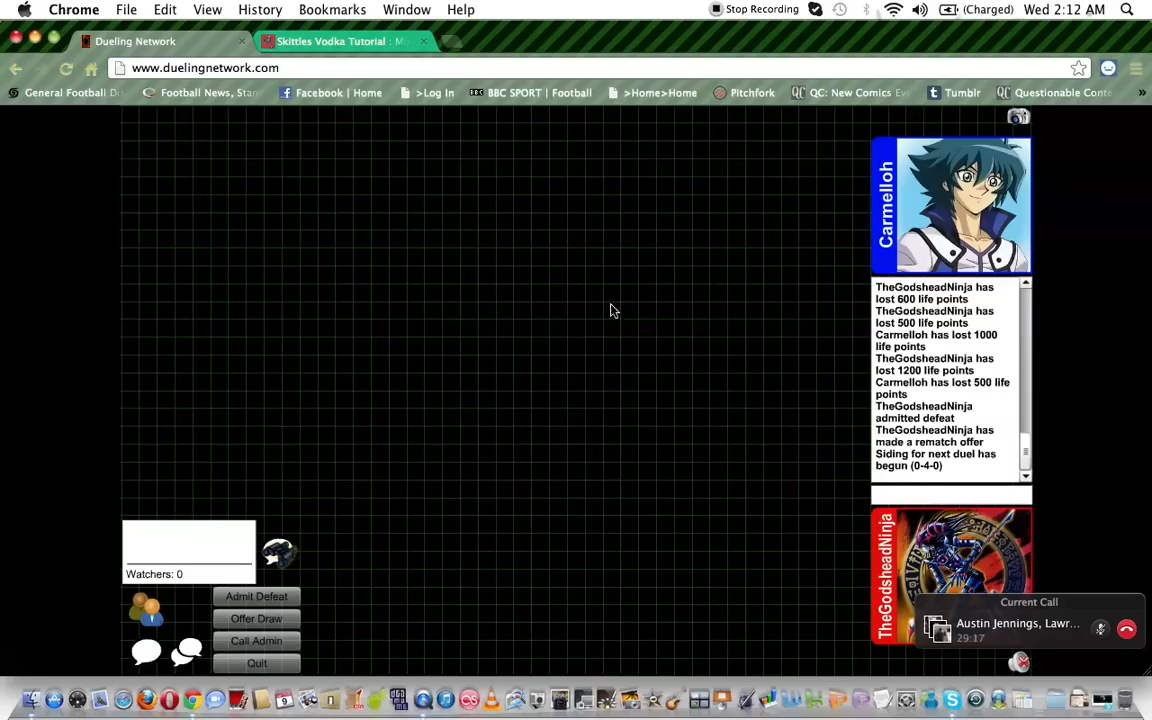 Chrome File Edit View History Bookmarks Window Help Stop Recording (Charged) Wed 2:12 AM
Dueling Network Skittles Vodka Tutorial : M
www.duelingnetwork.com
General Football Di Football News, Stan Facebook | Home >Log In BBC BBC SPORT | Football >Home>Home Pitchfork QC QC: New Comics Eve t Tumblr QC Questionable Conte »
Carmelloh
TheGodsheadNinja has
lost 600 life points
TheGodsheadNinja has
lost 500 life points
Carmelloh has lost 1000
life points
TheGodsheadNinja has
lost 1200 life points
Carmelloh has lost 500 life
points
TheGodsheadNinja
admitted defeat
TheGodsheadNinja has
made a rematch offer
Siding for next duel has
begun (0-4-0)
TheGodsheadNinja
Watchers: 0
Admit Defeat
Offer Draw
Call Admin
Quit
Current Call
Austin Jennings, Lawr...
29:17